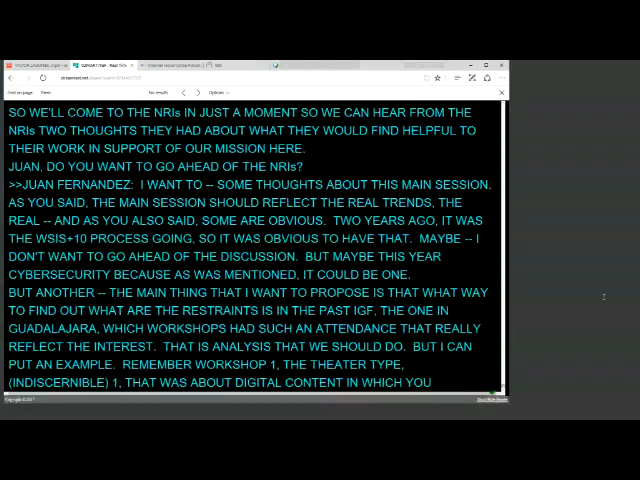 streamtext.net
Find on page
No results
Options
SO WE'LL COME TO THE NRIs IN JUST A MOMENT SO WE CAN HEAR FROM THE
NRIs TWO THOUGHTS THEY HAD ABOUT WHAT THEY WOULD FIND HELPFUL TO
THEIR WORK IN SUPPORT OF OUR MISSION HERE.
JUAN, DO YOU WANT TO GO AHEAD OF THE NRIs?
>>JUAN FERNANDEZ:  I WANT TO -- SOME THOUGHTS ABOUT THIS MAIN SESSION.
AS YOU SAID, THE MAIN SESSION SHOULD REFLECT THE REAL TRENDS, THE
REAL -- AND AS YOU ALSO SAID, SOME ARE OBVIOUS.  TWO YEARS AGO, IT WAS
THE WSIS+10 PROCESS GOING, SO IT WAS OBVIOUS TO HAVE THAT.  MAYBE -- I
DON'T WANT TO GO AHEAD OF THE DISCUSSION.  BUT MAYBE THIS YEAR
CYBERSECURITY BECAUSE AS WAS MENTIONED, IT COULD BE ONE.
BUT ANOTHER -- THE MAIN THING THAT I WANT TO PROPOSE IS THAT WHAT WAY
TO FIND OUT WHAT ARE THE RESTRAINTS IS IN THE PAST IGF, THE ONE IN
GUADALAJARA, WHICH WORKSHOPS HAD SUCH AN ATTENDANCE THAT REALLY
REFLECT THE INTEREST.  THAT IS ANALYSIS THAT WE SHOULD DO.  BUT I CAN
PUT AN EXAMPLE.  REMEMBER WORKSHOP 1, THE THEATER TYPE,
(INDISCERNIBLE) 1, THAT WAS ABOUT DIGITAL CONTENT IN WHICH YOU